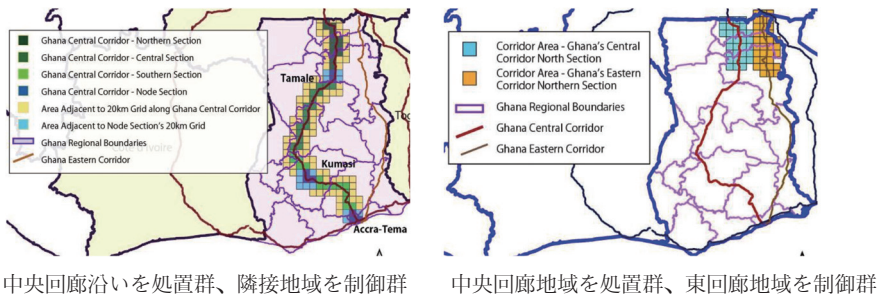 Ghana Central Corridor - Northern Section
Ghana Central Corridor - Central Section
Ghana Central Corridor - Southern Section
Ghana Central Corridor - Node Section
Area Adjacent to 20km Grid along Ghana Central Corridor
Area Adjacent to Node Section's 20km Grid
Ghana Regional Boundaries
Ghana Eastern Corridor
Tamale
Kumasi
Accra-Tema
Corridor Area - Ghana's Central
North Section
Corridor Area - Ghana's Eastern
Corridor Northern Section
Ghana Regional Boundaries
Ghana Central Corridor
Ghana Eastern Corridor
中央回廊沿いを処置群、隣接地域を制御群
中央回廊地域を処置群、東回廊地域を制御群